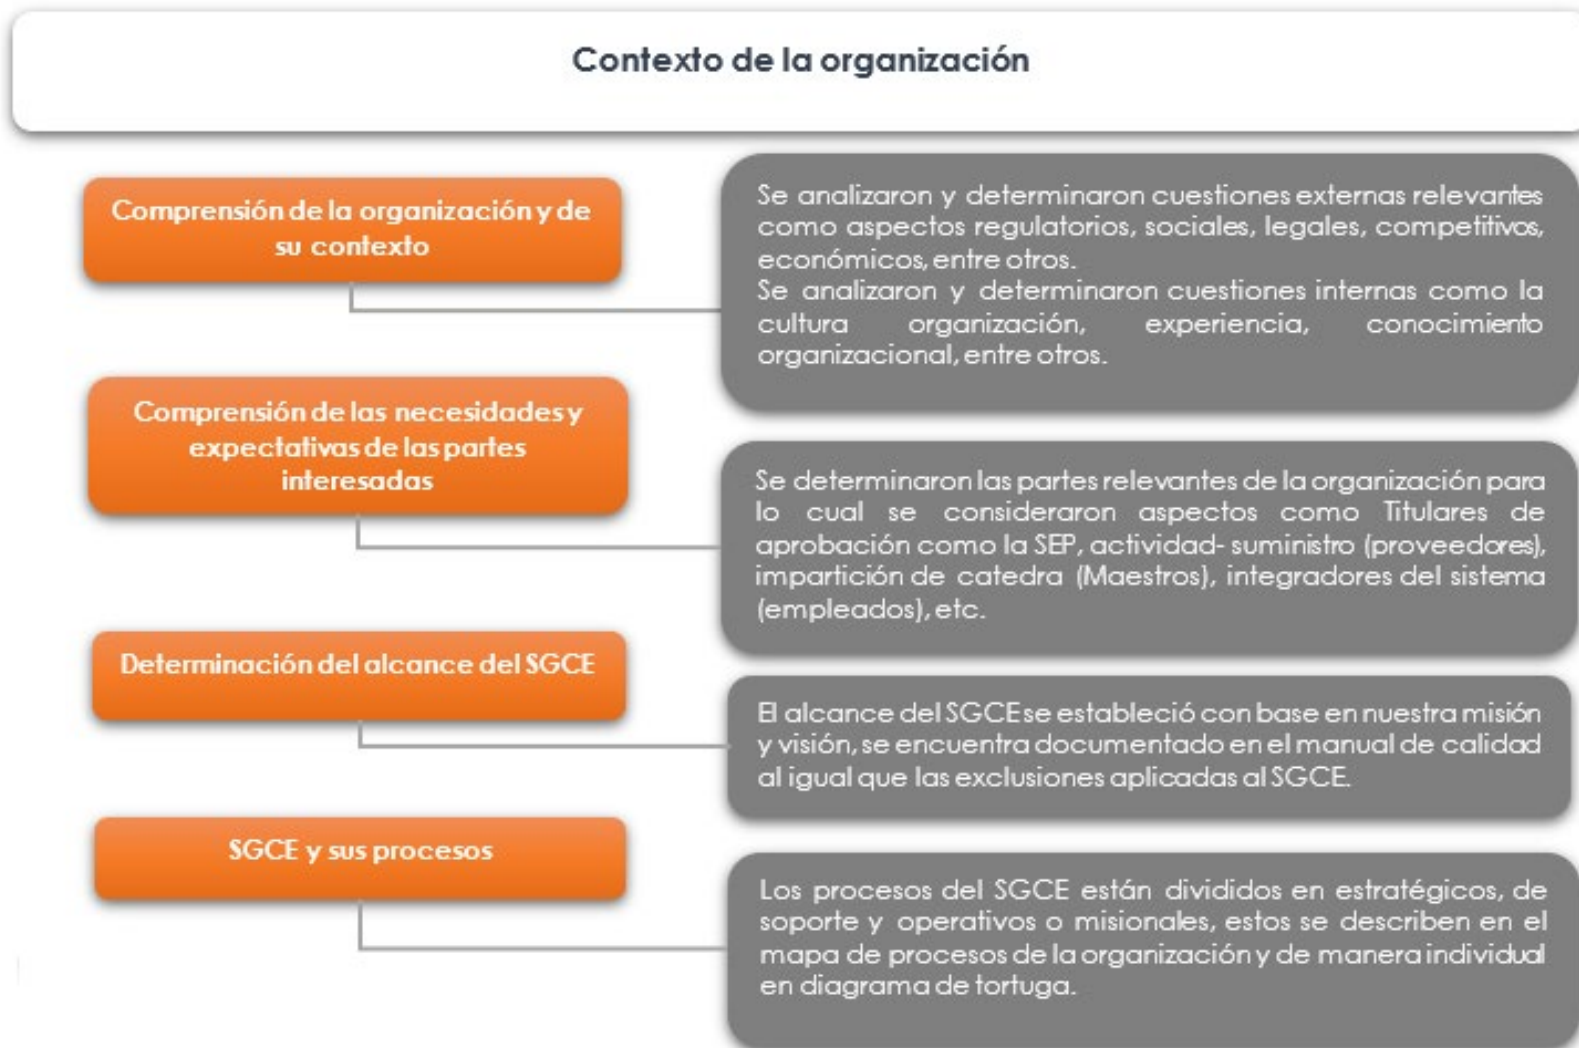 Contexto de la organización
Comprensión de la organización y de
su contexto
Se analizaron y determinaron cuestiones externas relevantes
como aspectos regulatorios, sociales, legales, competitivos,
económicos, entre otros.
Se analizaron y determinaron cuestiones internas como la
cultura organización, experiencia, conocimiento
organizacional, entre otros.
Comprensión de las necesidades y
expectativas de las partes
interesadas
Se determinaron las partes relevantes de la organización para
lo cual se consideraron aspectos como Titulares de
aprobación como la SEP, actividad- suministro (proveedores),
impartición de catedra (Maestros), integradores del sistema
(empleados), etc.
Determinación del alcance del SGCE
El alcance del SGCE se estableció con base en nuestra misión
y visión, se encuentra documentado en el manual de calidad
al igual que las exclusiones aplicadas al SGCE.
SGCE y sus procesos
Los procesos del SGCE están divididos en estratégicos, de
soporte y operativos o misionales, estos se describen en el
mapa de procesos de la organización y de manera individual
en diagrama de tortuga.